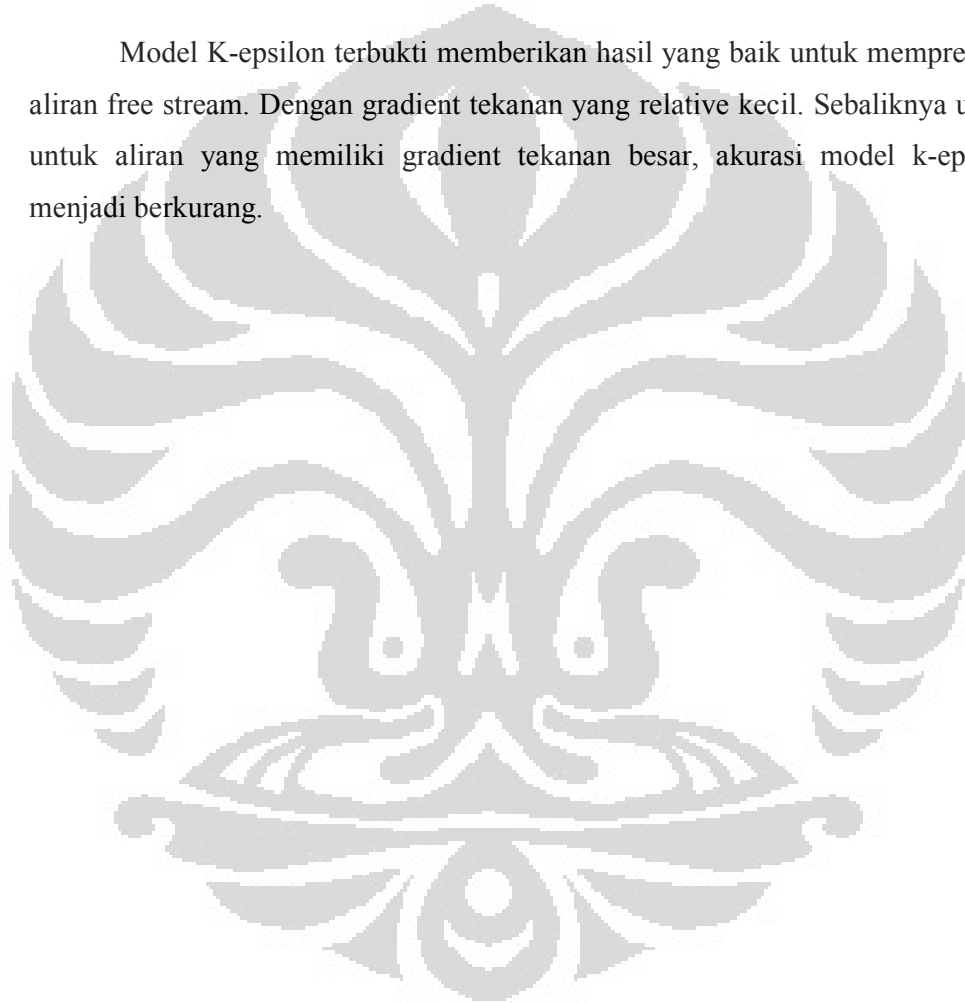 Model K-epsilon terbukti memberikan hasil yang baik untuk mempre
aliran free stream. Dengan gradient tekanan yang relative kecil. Sebaliknya u
untuk aliran yang memiliki gradient tekanan besar, akurasi model k-ep
menjadi berkurang.